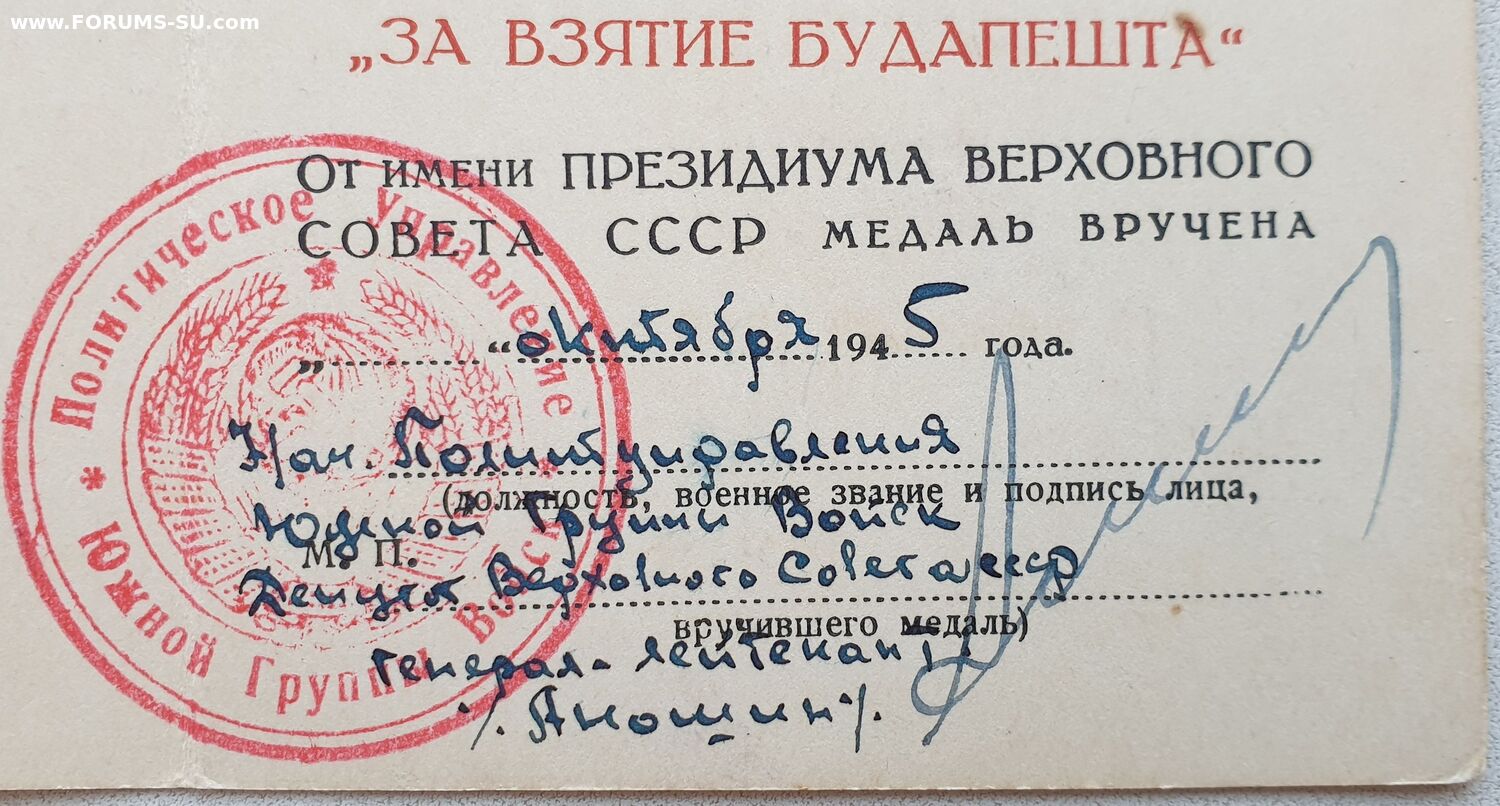 www.FORUMS-SU.com
„ЗА ВЗЯТИЕ БУДАПЕШТА“
От имени ПРЕЗИДИУМА ВЕРХОВНОГО
СОВЕТА СССР МЕДАЛЬ ВРУЧЕНА
„ “ октября 1945 года.
Нач. Политуправления
(должность, военное звание и подпись лица,
Южной Группы Войск
М. П.
Депутат Верховного Совета СССР
вручившего медаль)
Генерал-лейтенант
/. Аношин /.
Политическое Управление
* Южной Группы Войск *